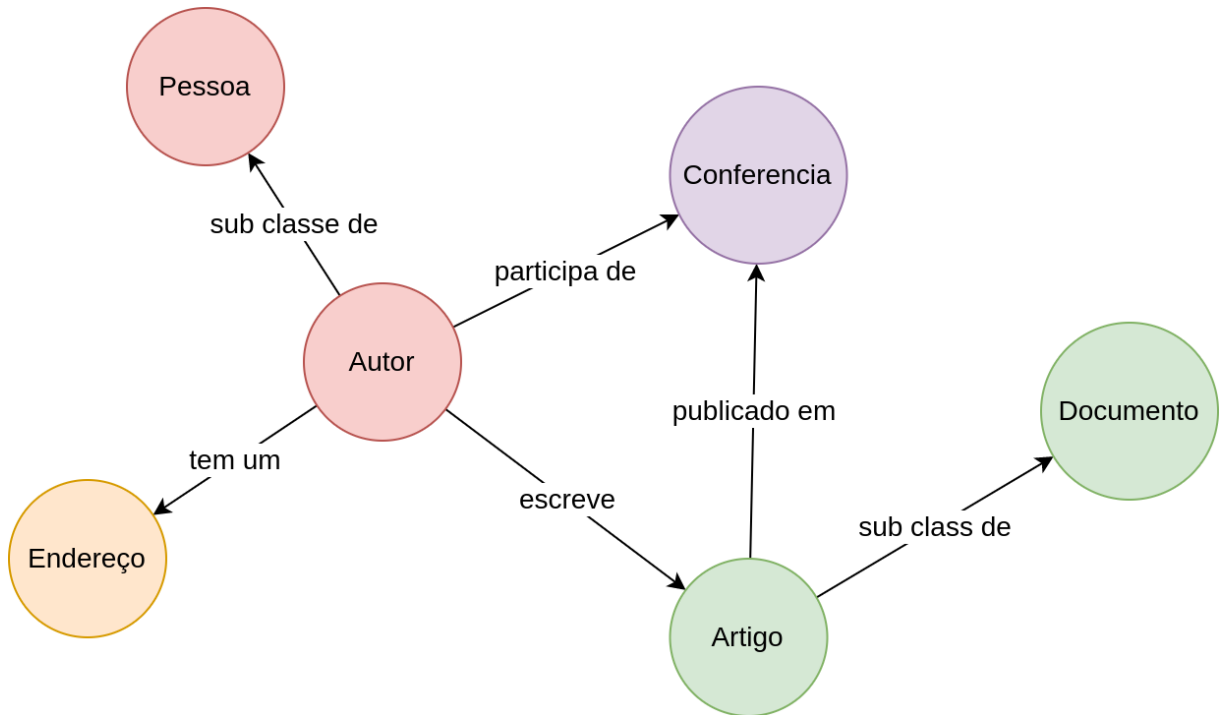 Pessoa
Conferencia
sub classe de
participa de
Autor
publicado em
Documento
tem um
escreve
sub class de
Endereço
Artigo